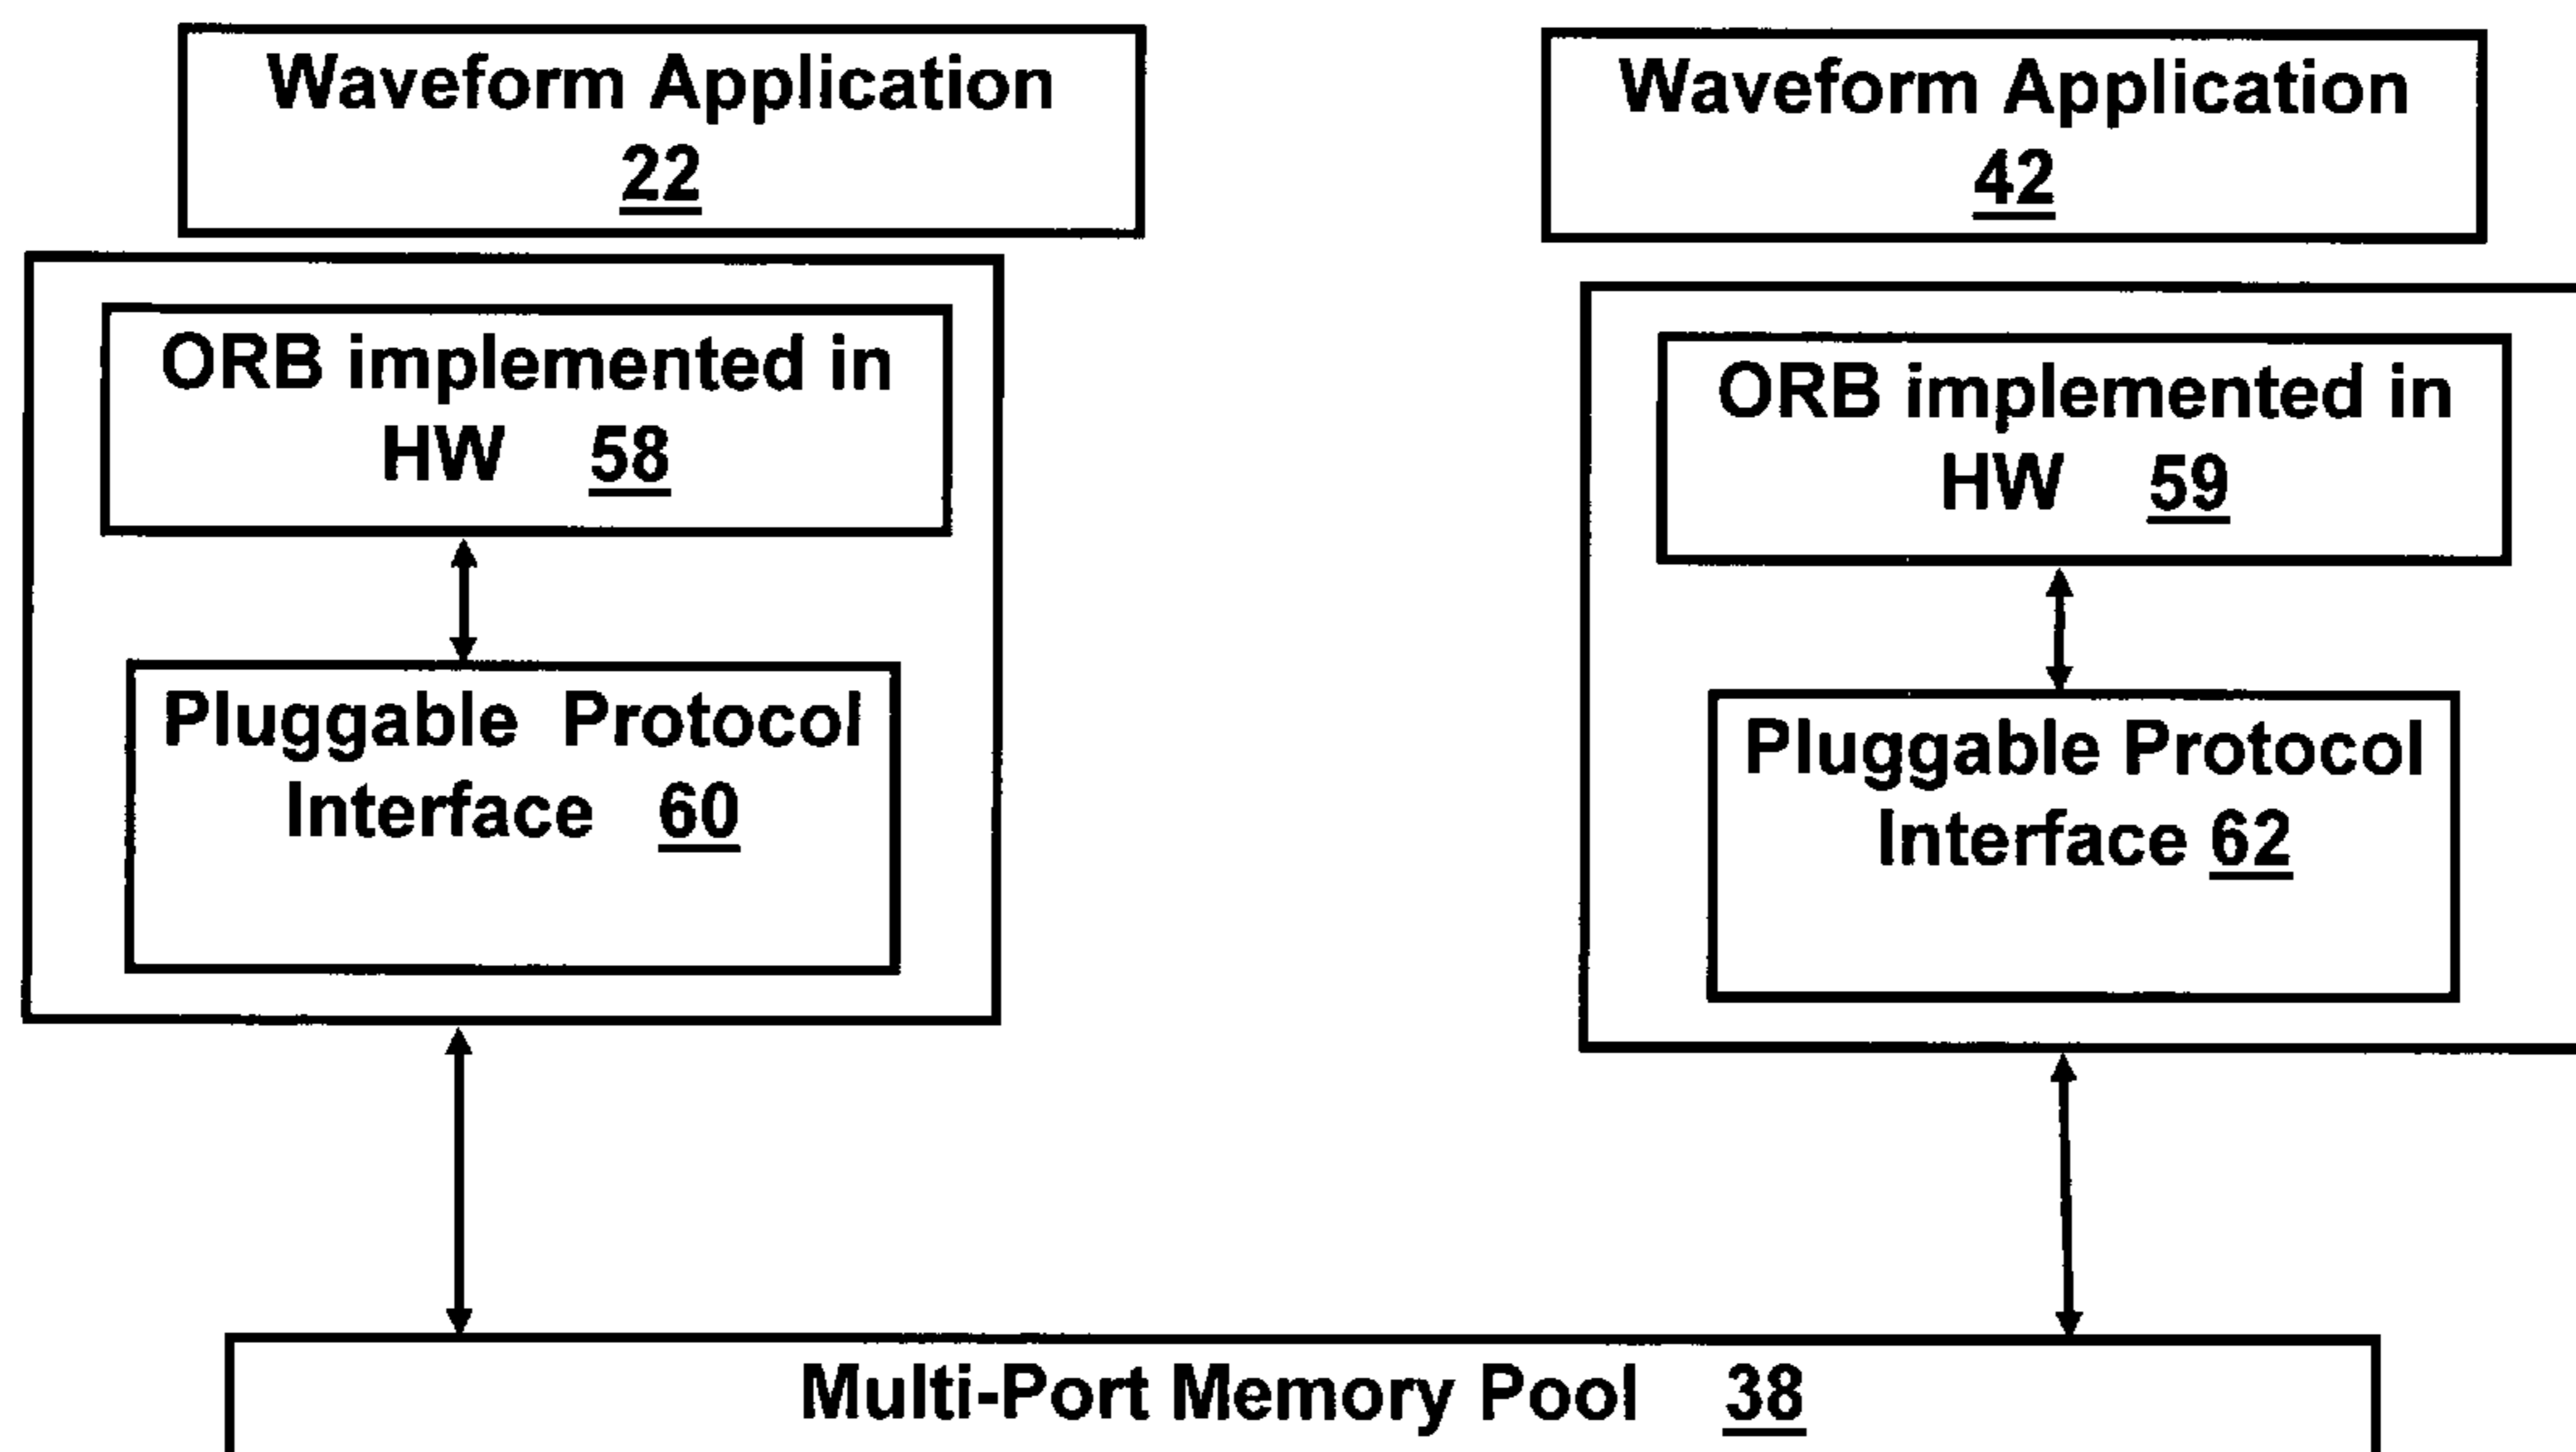 Waveform Application
22
Waveform Application
42
ORB implemented in
HW 58
ORB implemented in
HW 59
Pluggable Protocol
Interface 60
Pluggable Protocol
Interface 62
Multi-Port Memory Pool 38